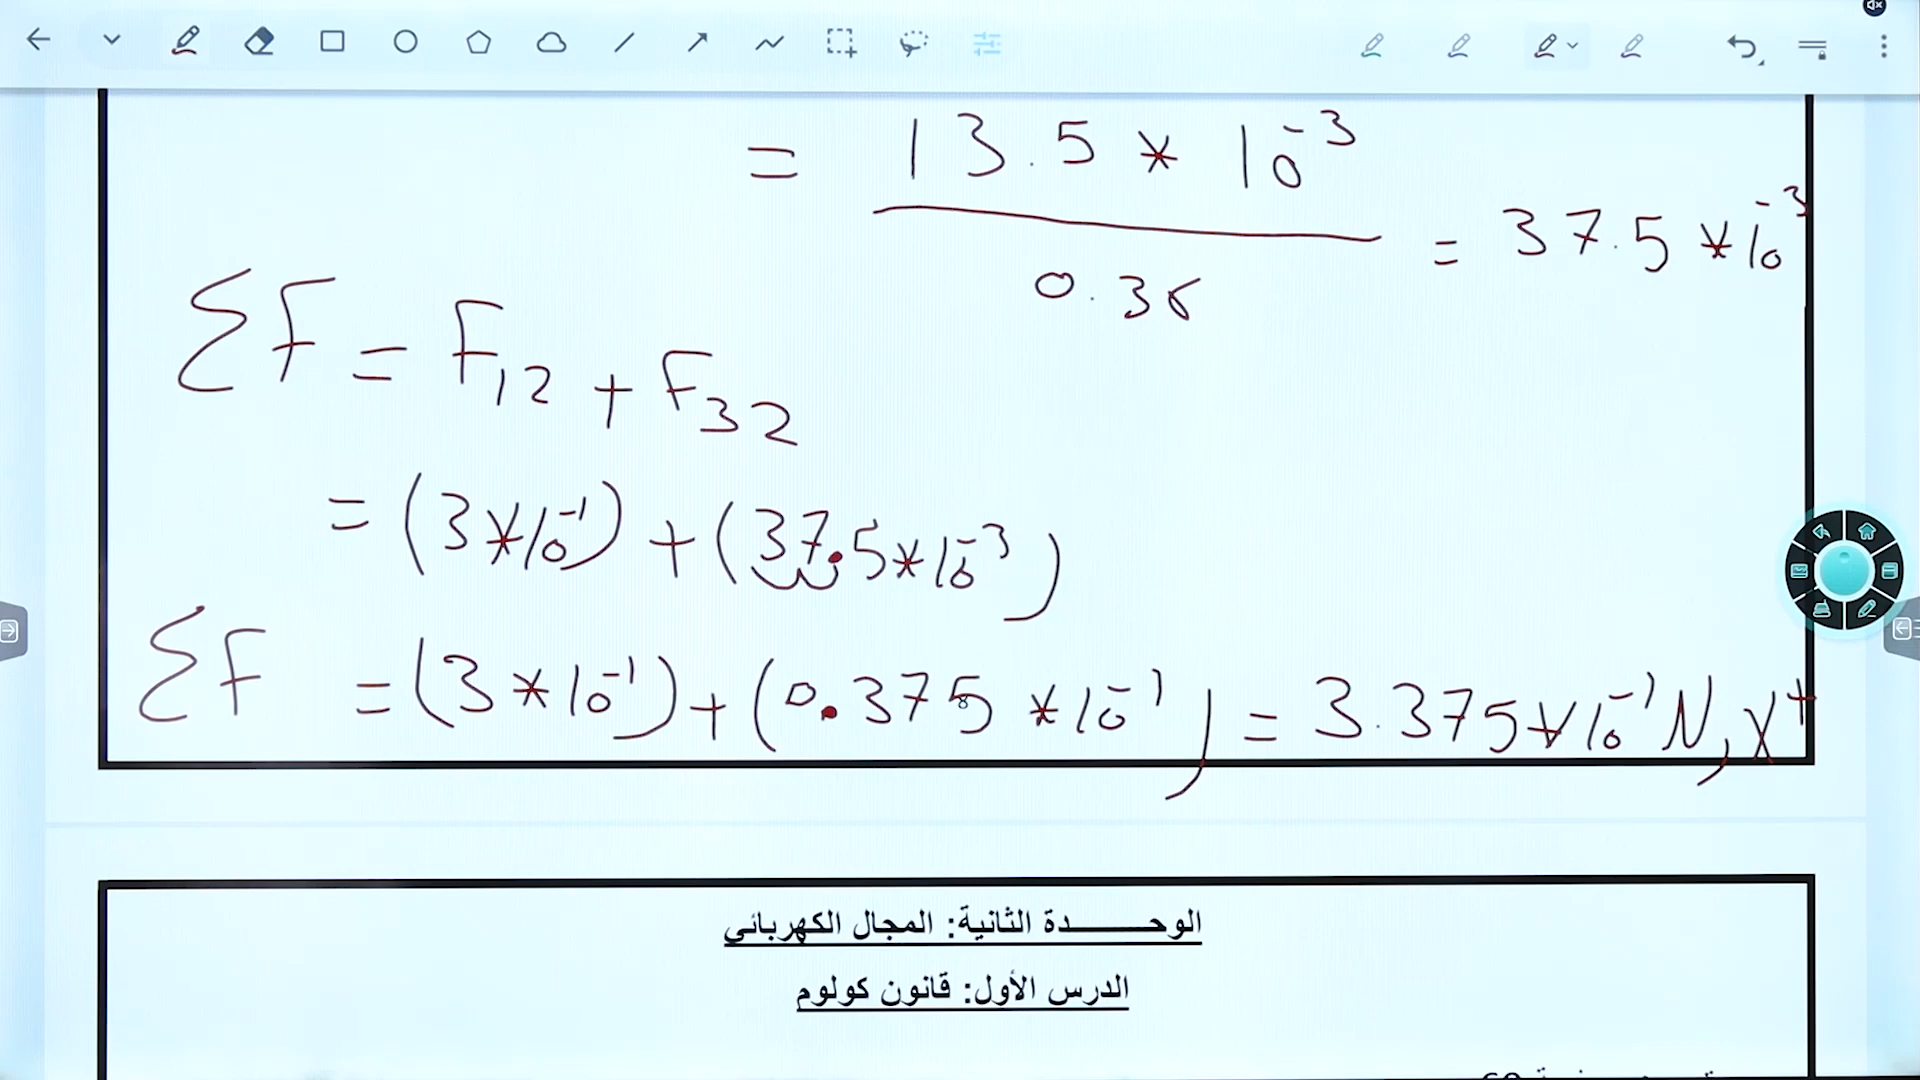 = 13.5 * 10⁻³
0.36
= 37.5 * 10⁻³
ΣF = F₁₂ + F₃₂
= (3*10⁻¹) + (37.5*10⁻³)
ΣF = (3*10⁻¹) + (0.375 *10⁻¹) = 3.375*10⁻¹ N, x⁺
الوحـــــــدة الثانية: المجال الكهربائي
الدرس الأول: قانون كولوم